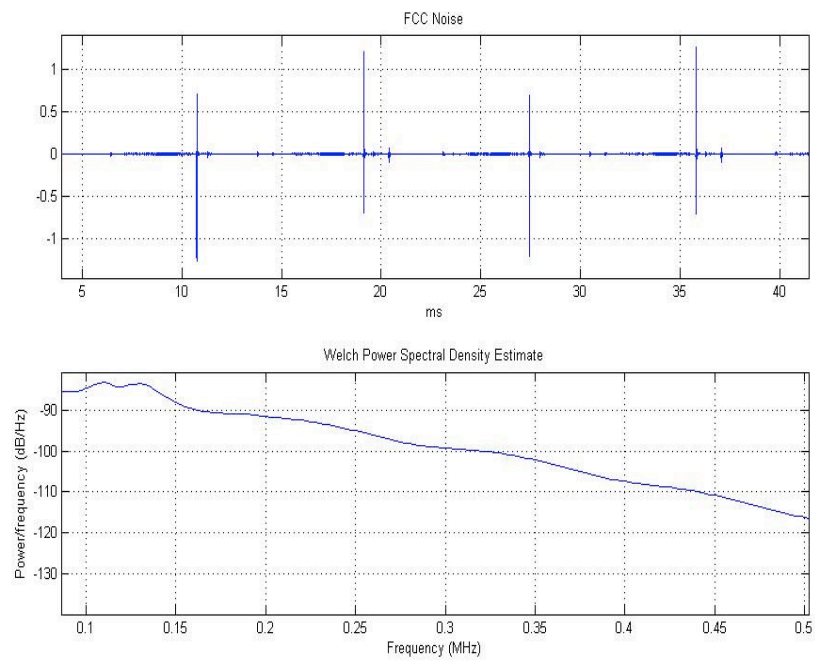 FCC Noise
1
0.5
0
-0.5
-1
5 10 15 20 25 30 35 40
ms
Welch Power Spectral Density Estimate
Power/frequency (dB/Hz)
-90
-100
-110
-120
-130
0.1 0.15 0.2 0.25 0.3 0.35 0.4 0.45 0.5
Frequency (MHz)